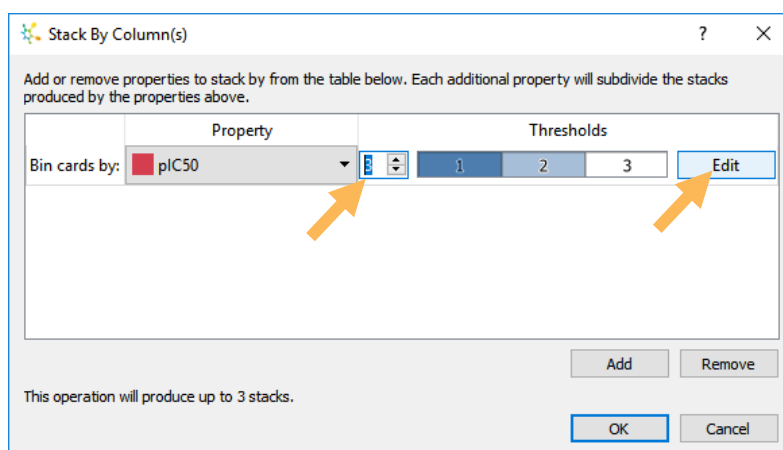 Stack By Column(s)
?
Add or remove properties to stack by from the table below. Each additional property will subdivide the stacks
produced by the properties above.
Property Thresholds
Bin cards by: pIC50 3 1 2 3 Edit
Add Remove
This operation will produce up to 3 stacks.
OK Cancel